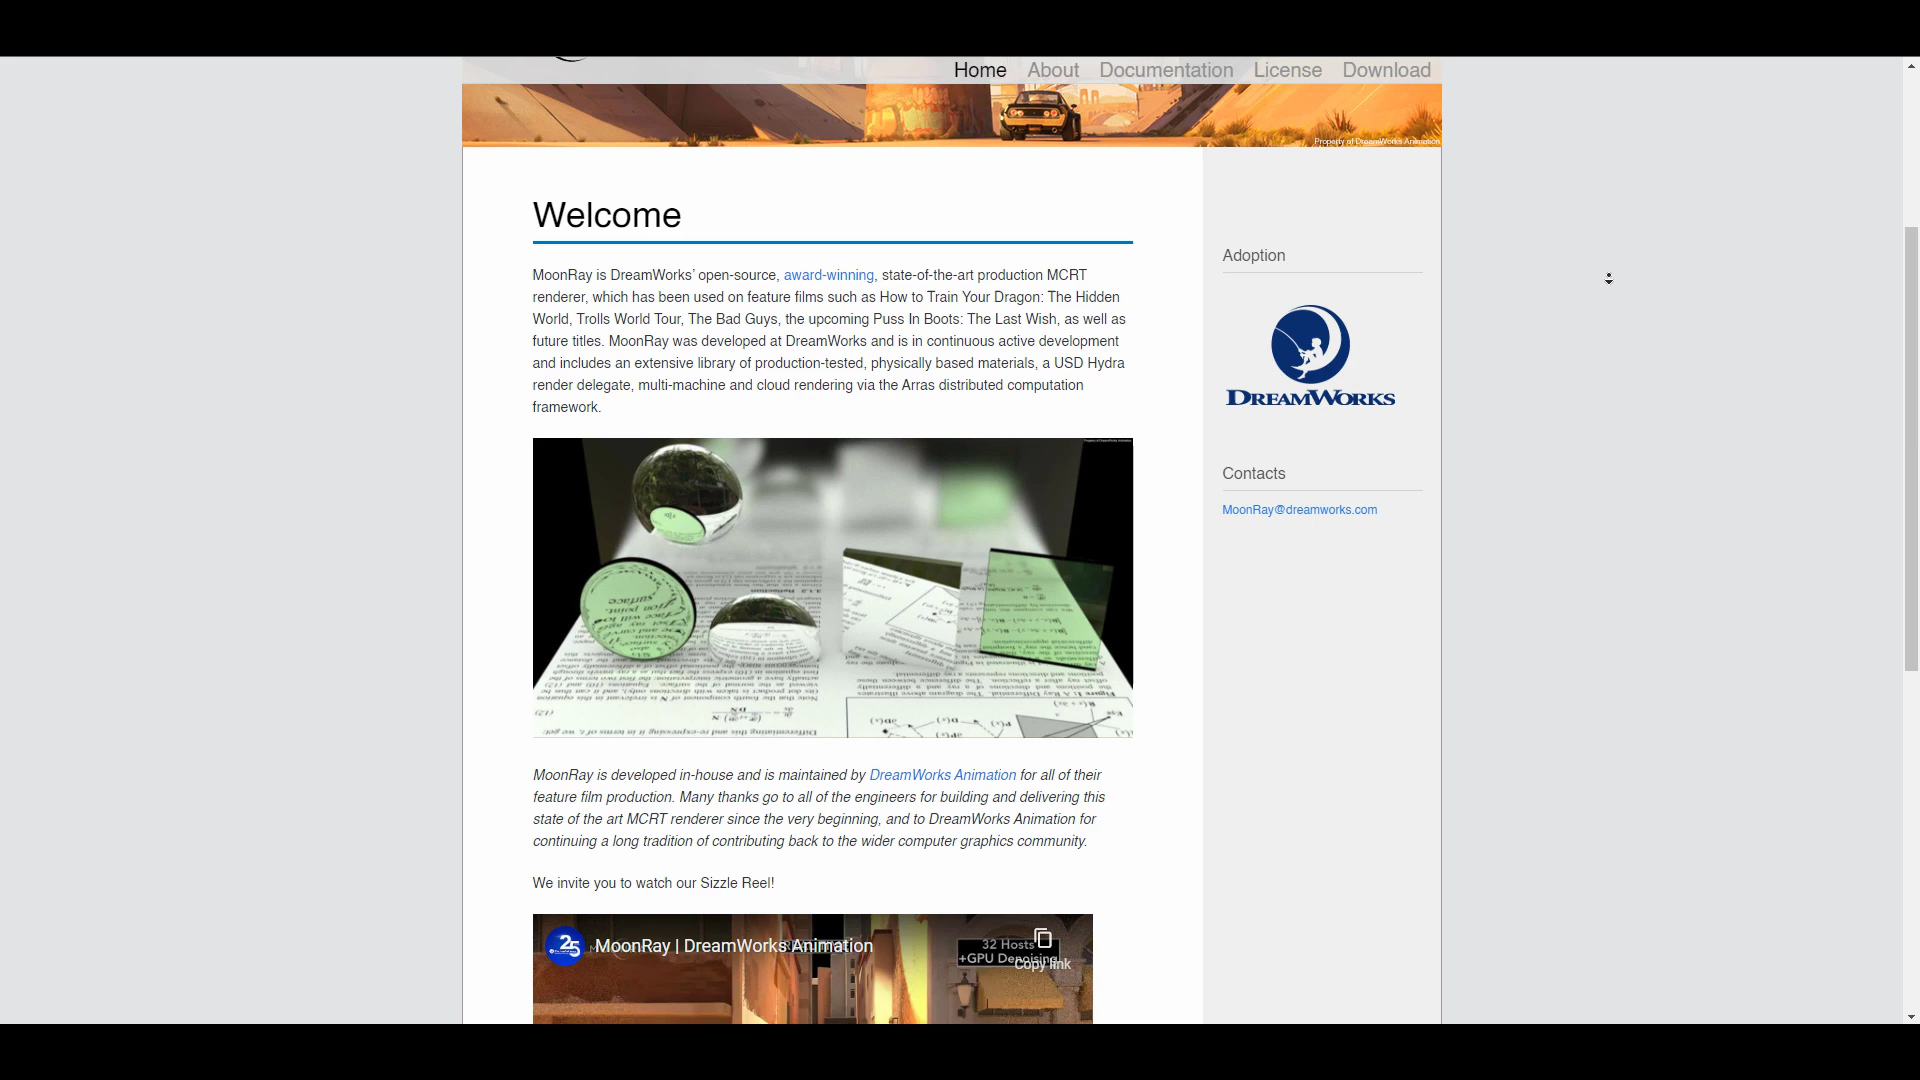 Home About Documentation License Download
Property of DreamWorks Animation
Welcome
MoonRay is DreamWorks’ open-source, award-winning, state-of-the-art production MCRT
renderer, which has been used on feature films such as How to Train Your Dragon: The Hidden
World, Trolls World Tour, The Bad Guys, the upcoming Puss In Boots: The Last Wish, as well as
future titles. MoonRay was developed at DreamWorks and is in continuous active development
and includes an extensive library of production-tested, physically based materials, a USD Hydra
render delegate, multi-machine and cloud rendering via the Arras distributed computation
framework.
MoonRay is developed in-house and is maintained by DreamWorks Animation for all of their
feature film production. Many thanks go to all of the engineers for building and delivering this
state of the art MCRT renderer since the very beginning, and to DreamWorks Animation for
continuing a long tradition of contributing back to the wider computer graphics community.
We invite you to watch our Sizzle Reel!
25
MoonRay | DreamWorks Animation
32 Hosts
+GPU Denoising
Copy link
Adoption
DREAMWORKS
Contacts
MoonRay@dreamworks.com